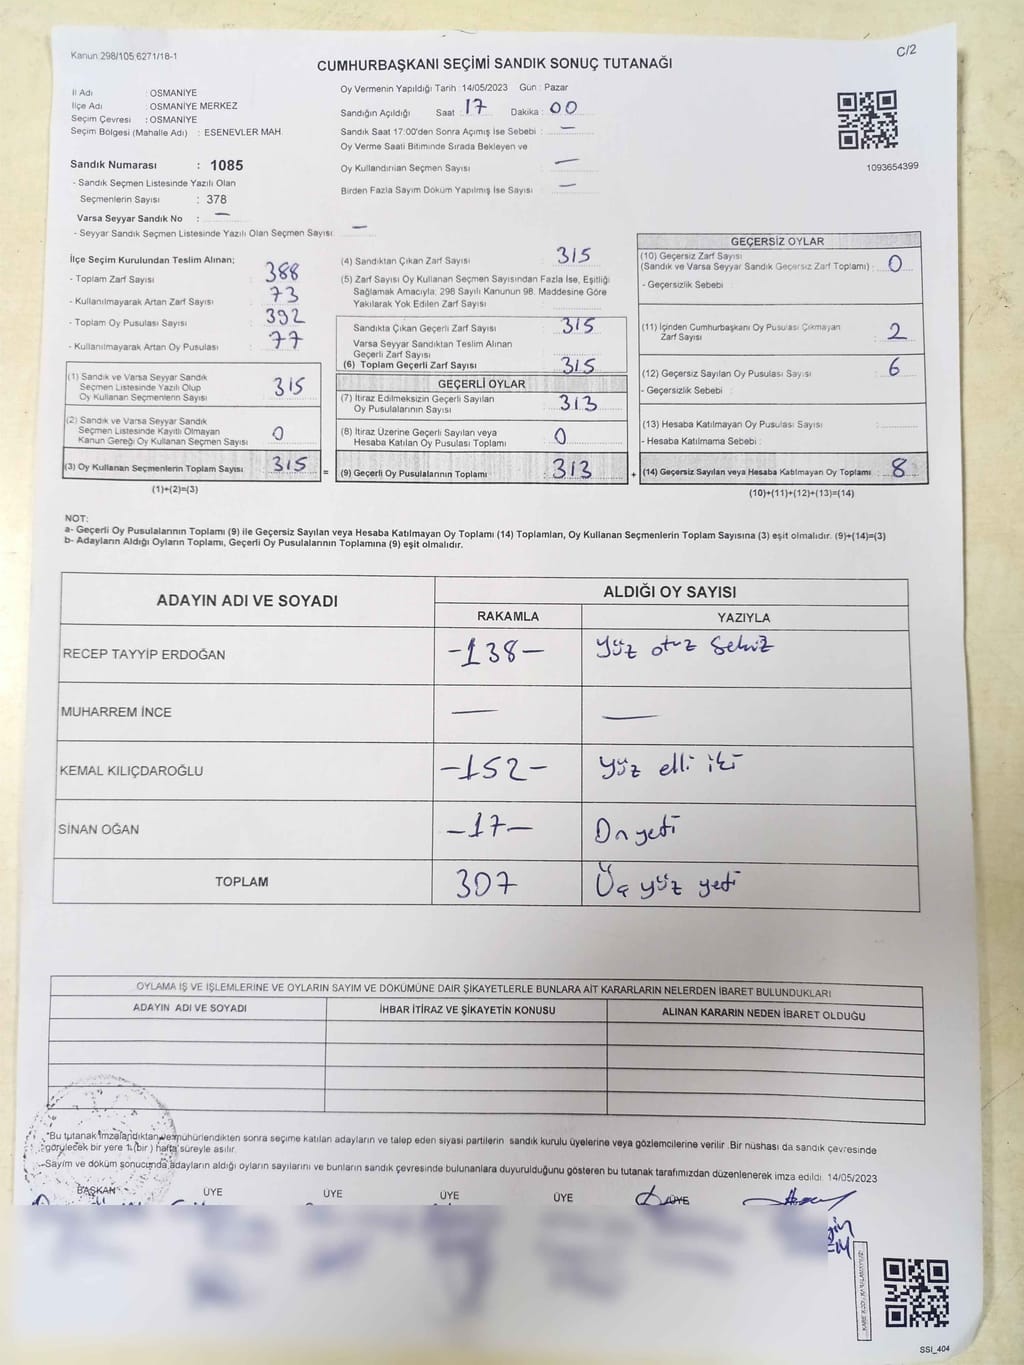 Kanun 298/105 6271/18-1
C/2
CUMHURBAŞKANI SEÇİMİ SANDIK SONUÇ TUTANAĞI
İl Adı : OSMANİYE
İlçe Adı : OSMANİYE MERKEZ
Seçim Çevresi : OSMANİYE
Seçim Bölgesi (Mahalle Adı) : ESENEVLER MAH.
Sandık Numarası : 1085
- Sandık Seçmen Listesinde Yazılı Olan
Seçmenlerin Sayısı : 378
Varsa Seyyar Sandık No : —
- Seyyar Sandık Seçmen Listesinde Yazılı Olan Seçmen Sayısı : —
Oy Vermenin Yapıldığı Tarih : 14/05/2023 Gün : Pazar
Sandığın Açıldığı Saat : 17 Dakika : 00
Sandık Saat 17:00'den Sonra Açımış İse Sebebi : —
Oy Verme Saati Bitiminde Sırada Bekleyen ve
Oy Kullandırılan Seçmen Sayısı : —
Birden Fazla Sayım Döküm Yapılmış İse Sayısı : —
1093654399
İlçe Seçim Kurulundan Teslim Alınan;
- Toplam Zarf Sayısı : 388
- Kullanılmayarak Artan Zarf Sayısı : 73
- Toplam Oy Pusulası Sayısı : 392
- Kullanılmayarak Artan Oy Pusulası : 77
(1) Sandık ve Varsa Seyyar Sandık
Seçmen Listesinde Yazılı Olup
Oy Kullanan Seçmenlerin Sayısı : 315
(2) Sandık ve Varsa Seyyar Sandık
Seçmen Listesinde Kayıtlı Olmayan
Kanun Gereği Oy Kullanan Seçmen Sayısı : 0
(3) Oy Kullanan Seçmenlerin Toplam Sayısı : 315 =
(1)+(2)=(3)
(4) Sandıktan Çıkan Zarf Sayısı : 315
(5) Zarf Sayısı Oy Kullanan Seçmen Sayısından Fazla İse, Eşitliği
Sağlamak Amacıyla, 298 Sayılı Kanunun 98. Maddesine Göre
Yakılarak Yok Edilen Zarf Sayısı :
Sandıkta Çıkan Geçerli Zarf Sayısı : 315
Varsa Seyyar Sandıktan Teslim Alınan
Geçerli Zarf Sayısı :
(6) Toplam Geçerli Zarf Sayısı : 315
GEÇERLİ OYLAR
(7) İtiraz Edilmeksizin Geçerli Sayılan
Oy Pusulalarının Sayısı : 313
(8) İtiraz Üzerine Geçerli Sayılan veya
Hesaba Katılan Oy Pusulası Toplamı : 0
(9) Geçerli Oy Pusulalarının Toplamı : 313 +
GEÇERSİZ OYLAR
(10) Geçersiz Zarf Sayısı
(Sandık ve Varsa Seyyar Sandık Geçersiz Zarf Toplamı) : 0
- Geçersizlik Sebebi :
(11) İçinden Cumhurbaşkanı Oy Pusulası Çıkmayan
Zarf Sayısı : 2
(12) Geçersiz Sayılan Oy Pusulası Sayısı : 6
- Geçersizlik Sebebi :
(13) Hesaba Katılmayan Oy Pusulası Sayısı :
- Hesaba Katılmama Sebebi :
(14) Geçersiz Sayılan veya Hesaba Katılmayan Oy Toplamı : 8
(10)+(11)+(12)+(13)=(14)
NOT:
a- Geçerli Oy Pusulalarının Toplamı (9) ile Geçersiz Sayılan veya Hesaba Katılmayan Oy Toplamı (14) Toplamları, Oy Kullanan Seçmenlerin Toplam Sayısına (3) eşit olmalıdır. (9)+(14)=(3)
b- Adayların Aldığı Oyların Toplamı, Geçerli Oy Pusulalarının Toplamına (9) eşit olmalıdır.
ADAYIN ADI VE SOYADI
ALDIĞI OY SAYISI
RAKAMLA YAZIYLA
RECEP TAYYİP ERDOĞAN -138- Yüz otuz sekiz
MUHARREM İNCE — —
KEMAL KILIÇDAROĞLU -152- Yüz elli iki
SİNAN OĞAN -17- On yedi
TOPLAM 307 Üç yüz yedi
OYLAMA İŞ VE İŞLEMLERİNE VE OYLARIN SAYIM VE DÖKÜMÜNE DAİR ŞİKAYETLERLE BUNLARA AİT KARARLARIN NELERDEN İBARET BULUNDUKLARI
ADAYIN ADI VE SOYADI İHBAR İTİRAZ VE ŞİKAYETİN KONUSU ALINAN KARARIN NEDEN İBARET OLDUĞU
"Bu tutanak imzalandıktan ve mühürlendikten sonra seçime katılan adayların ve talep eden siyasi partilerin sandık kurulu üyelerine veya gözlemcilerine verilir. Bir nüshası da sandık çevresinde
görülecek bir yere 1 (bir) hafta süreyle asılır.
Sayım ve döküm sonucunda adayların aldığı oyların sayılarını ve bunların sandık çevresinde bulunanlara duyurulduğunu gösteren bu tutanak tarafımızdan düzenlenerek imza edildi. 14/05/2023
BAŞKAN ÜYE ÜYE ÜYE ÜYE ÜYE
SSI_404